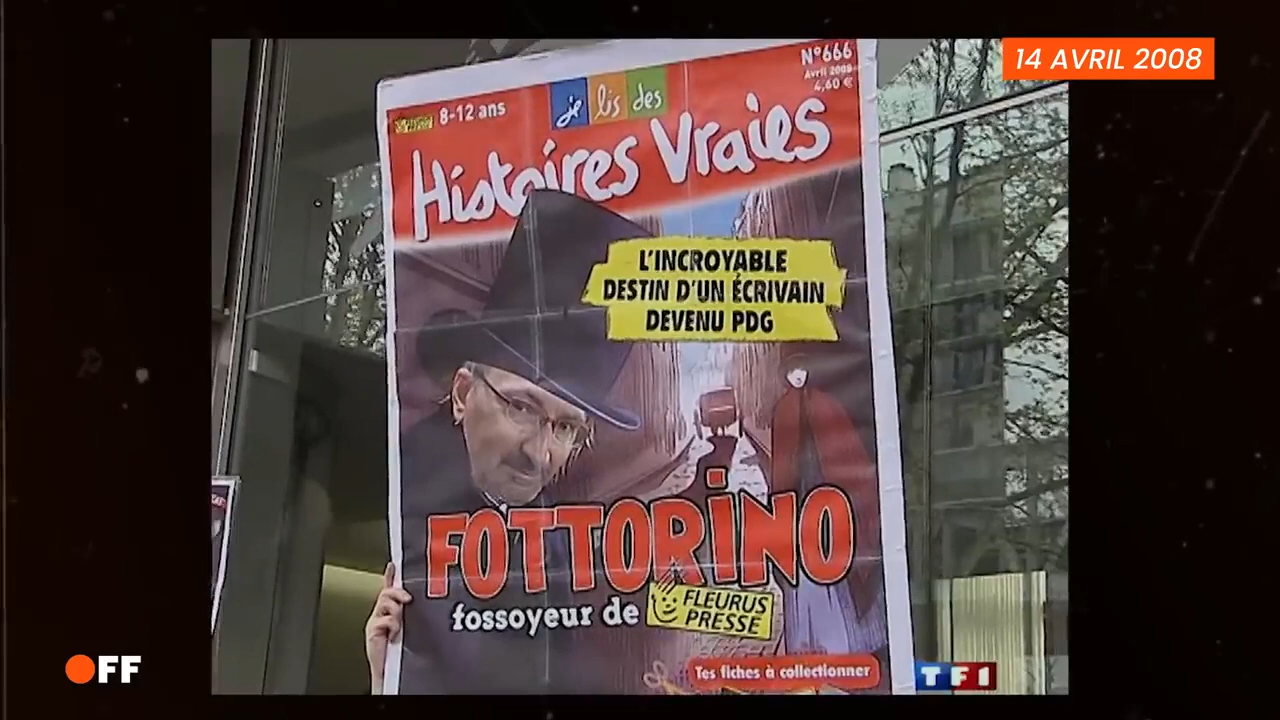 14 AVRIL 2008
N°666
Avril 2008
4,60 €
8-12 ans
je lis des
Histoires Vraies
L'INCROYABLE
DESTIN D'UN ÉCRIVAIN
DEVENU PDG
FOTTORINO
fossoyeur de FLEURUS
PRESSE
Tes fiches à collectionner
OFF
TF1